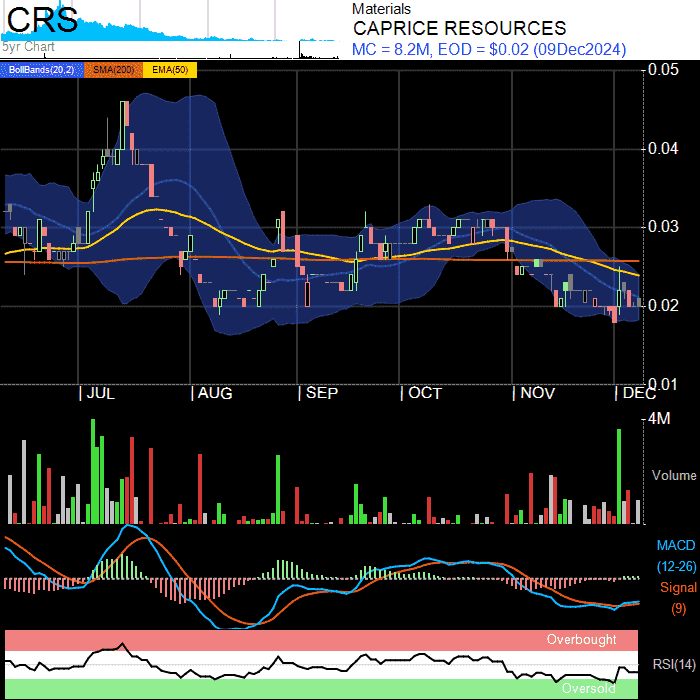 CRS
5yr Chart
Materials
CAPRICE RESOURCES
MC = 8.2M, EOD = $0.02 (09Dec2024)
BollBands(20,2) SMA(200) EMA(50)
0.05
0.04
0.03
0.02
0.01
JUL AUG SEP OCT NOV DEC
4M
Volume
MACD
(12-26)
Signal
(9)
Overbought
RSI(14)
Oversold